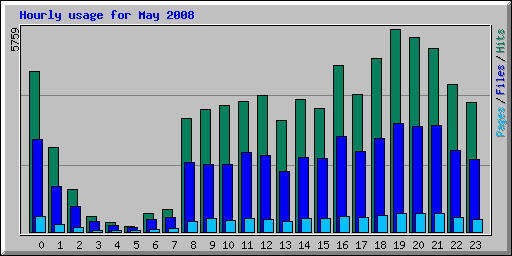 Hourly usage for May 2008
5759
Pages/Files/Hits
0 1 2 3 4 5 6 7 8 9 10 11 12 13 14 15 16 17 18 19 20 21 22 23